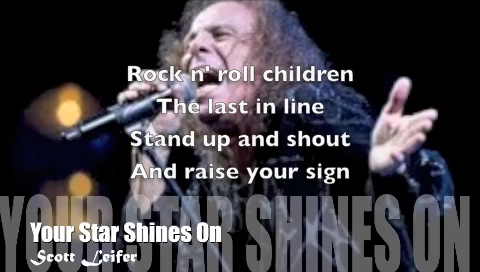 Rock n' roll children
The last in line
Stand up and shout
And raise your sign
YOUR STAR SHINES ON
Your Star Shines On
Scott Leifer